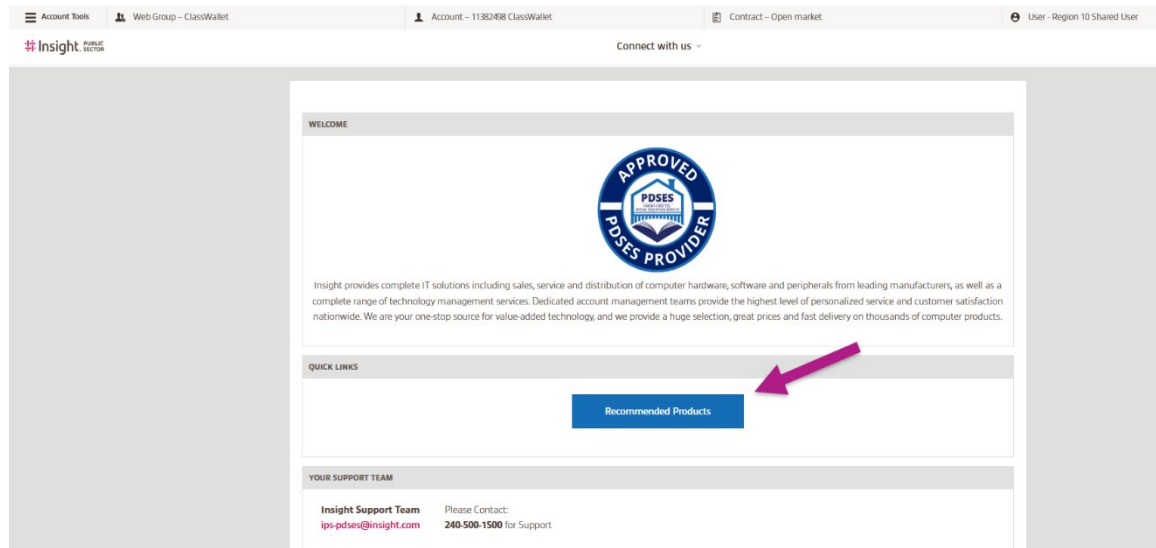 Account Tools
Web Group – ClassWallet
Account – 11382498 ClassWallet
Contract – Open market
User - Region 10 Shared User
Insight. PUBLIC SECTOR
Connect with us
WELCOME
APPROVED
PDSES
PDSES PROVIDER
Insight provides complete IT solutions including sales, service and distribution of computer hardware, software and peripherals from leading manufacturers, as well as a
complete range of technology management services. Dedicated account management teams provide the highest level of personalized service and customer satisfaction
nationwide. We are your one-stop source for value-added technology, and we provide a huge selection, great prices and fast delivery on thousands of computer products.
QUICK LINKS
Recommended Products
YOUR SUPPORT TEAM
Insight Support Team
ips-pdses@insight.com
Please Contact:
240-500-1500 for Support